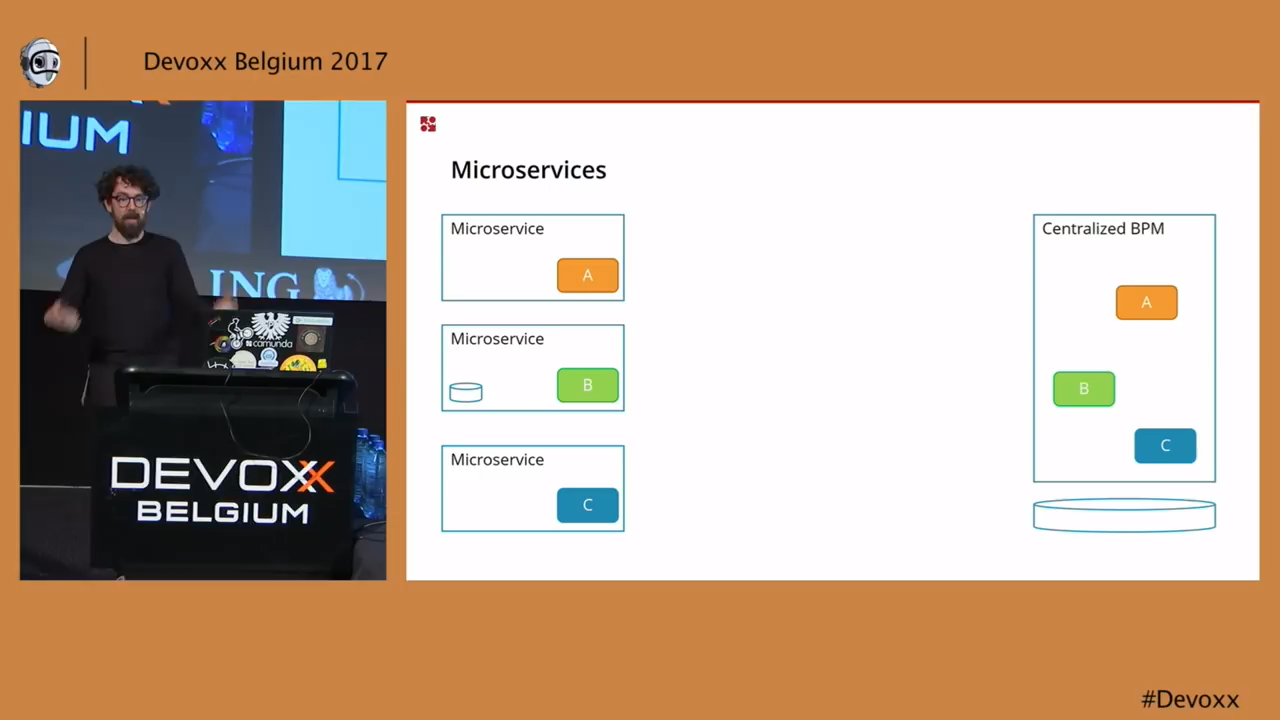 Devoxx Belgium 2017
IUM
ING
camunda
DEVOXX
BELGIUM
Microservices
Microservice
A
Microservice
B
Microservice
C
Centralized BPM
A
B
C
#Devoxx